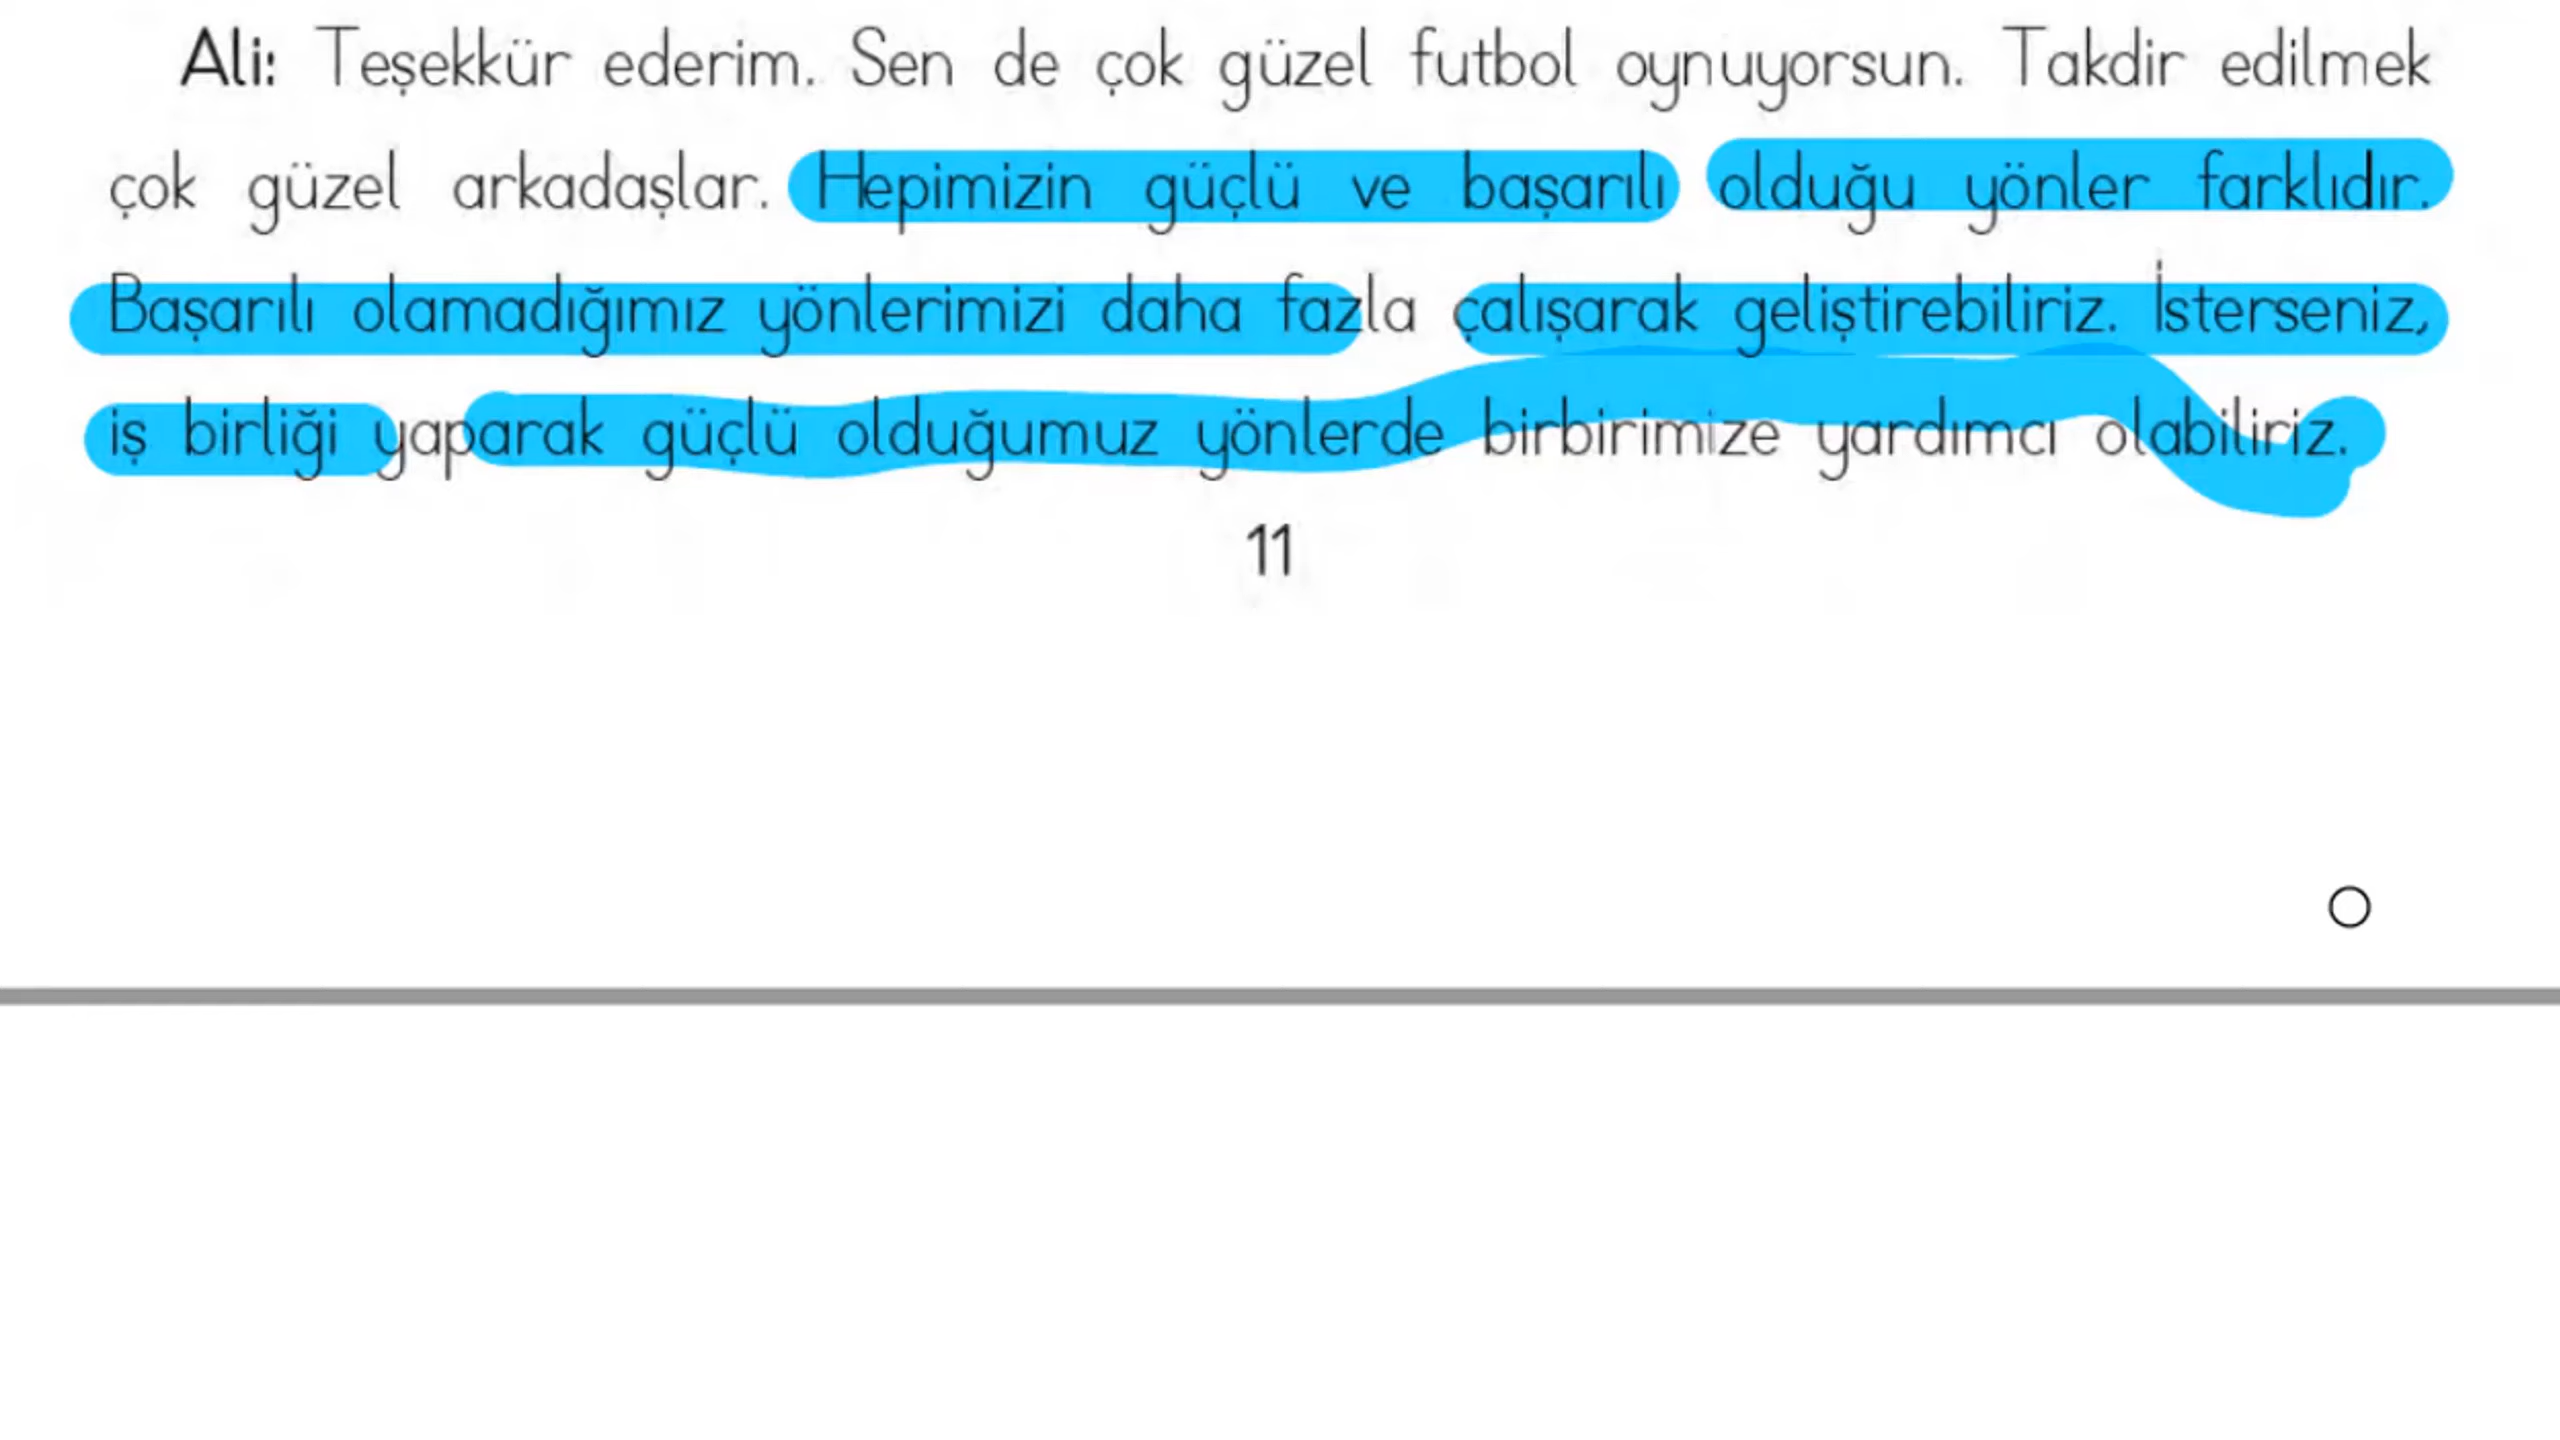 Ali: Teşekkür ederim. Sen de çok güzel futbol oynuyorsun. Takdir edilmek
çok güzel arkadaşlar. Hepimizin güçlü ve başarılı olduğu yönler farklıdır.
Başarılı olamadığımız yönlerimizi daha fazla çalışarak geliştirebiliriz. İsterseniz,
iş birliği yaparak güçlü olduğumuz yönlerde birbirimize yardımcı olabiliriz.
11